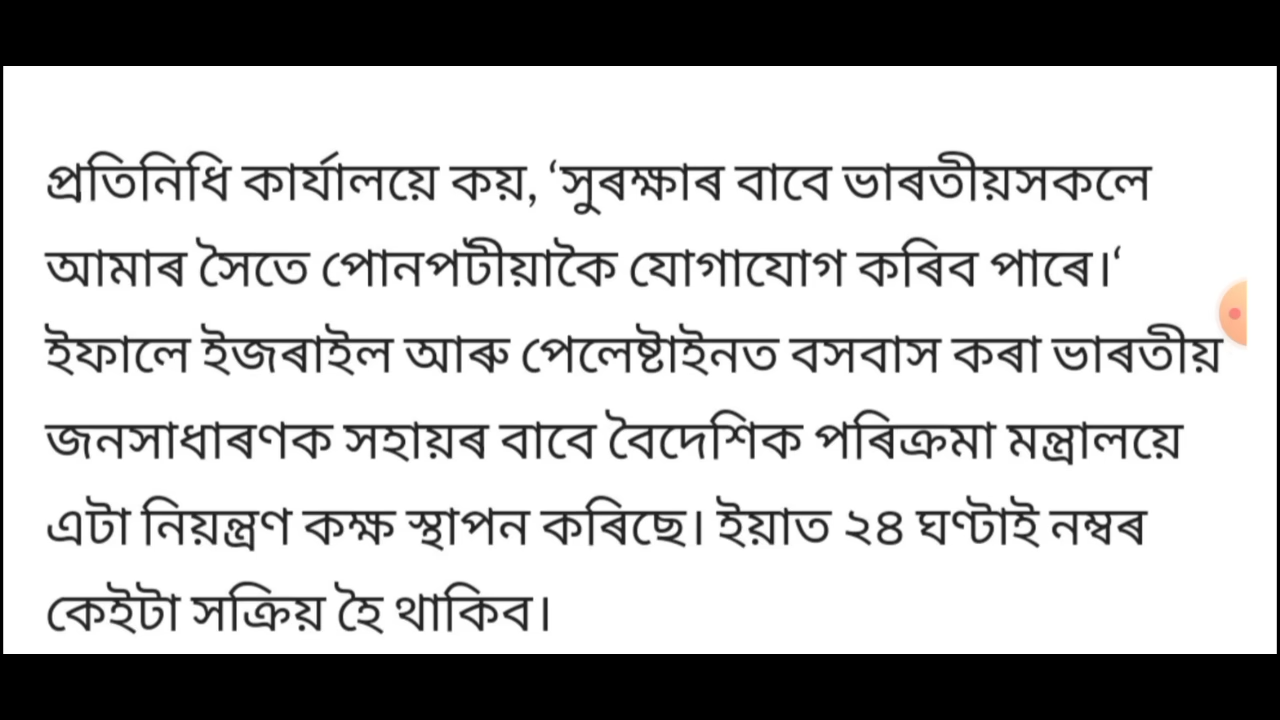 প্ৰতিনিধি কাৰ্যালয়ে কয়, ‘সুৰক্ষাৰ বাবে ভাৰতীয়সকলে
আমাৰ সৈতে পোনপটীয়াকৈ যোগাযোগ কৰিব পাৰে।‘
ইফালে ইজৰাইল আৰু পেলেষ্টাইনত বসবাস কৰা ভাৰতীয়
জনসাধাৰণক সহায়ৰ বাবে বৈদেশিক পৰিক্ৰমা মন্ত্ৰালয়ে
এটা নিয়ন্ত্ৰণ কক্ষ স্থাপন কৰিছে। ইয়াত ২৪ ঘণ্টাই নম্বৰ
কেইটা সক্ৰিয় হৈ থাকিব।